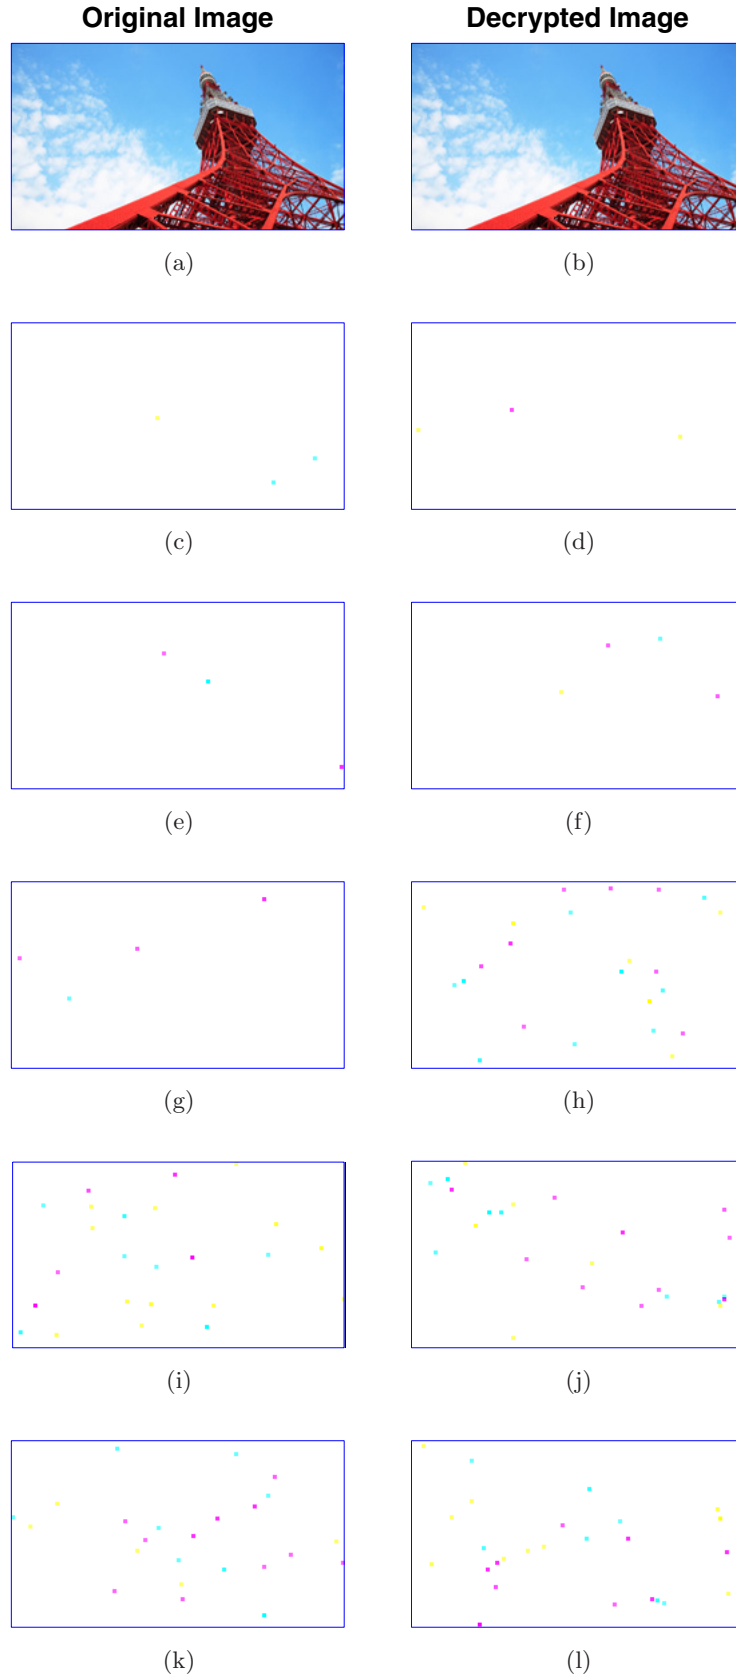 Original Image
Decrypted Image
(a)
(b)
(c)
(d)
(e)
(f)
(g)
(h)
(i)
(j)
(k)
(l)